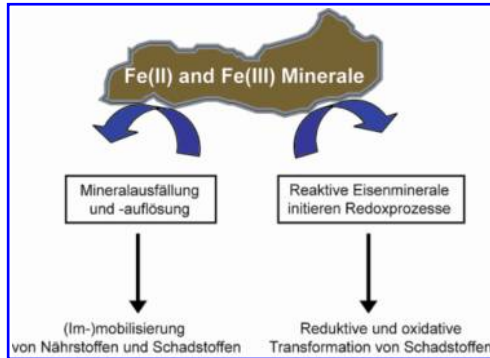 Fe(II) and Fe(III) Minerale
Mineralausfällung
und -auflösung
Reaktive Eisenminerale
initieren Redoxprozesse
(Im-)mobilisierung
von Nährstoffen und Schadstoffen
Reduktive und oxidative
Transformation von Schadstoffen